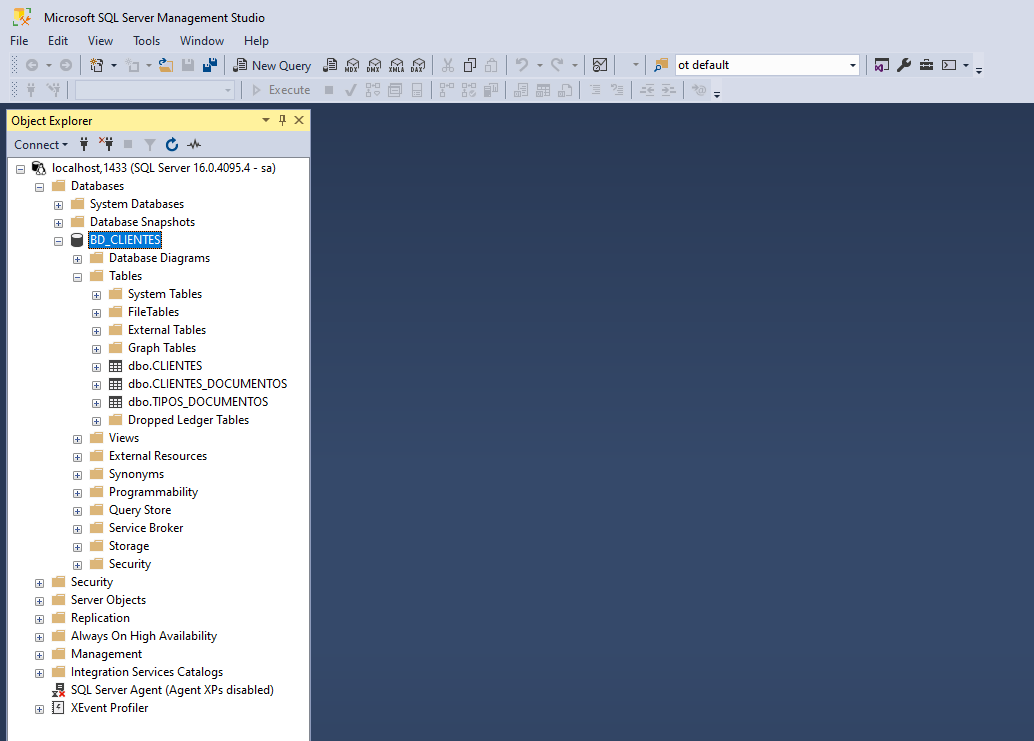 Microsoft SQL Server Management Studio
File Edit View Tools Window Help
New Query MDX DMX XMLA DAX ot default
Execute
Object Explorer
Connect
localhost,1433 (SQL Server 16.0.4095.4 - sa)
Databases
System Databases
Database Snapshots
BD_CLIENTES
Database Diagrams
Tables
System Tables
FileTables
External Tables
Graph Tables
dbo.CLIENTES
dbo.CLIENTES_DOCUMENTOS
dbo.TIPOS_DOCUMENTOS
Dropped Ledger Tables
Views
External Resources
Synonyms
Programmability
Query Store
Service Broker
Storage
Security
Security
Server Objects
Replication
Always On High Availability
Management
Integration Services Catalogs
SQL Server Agent (Agent XPs disabled)
XEvent Profiler